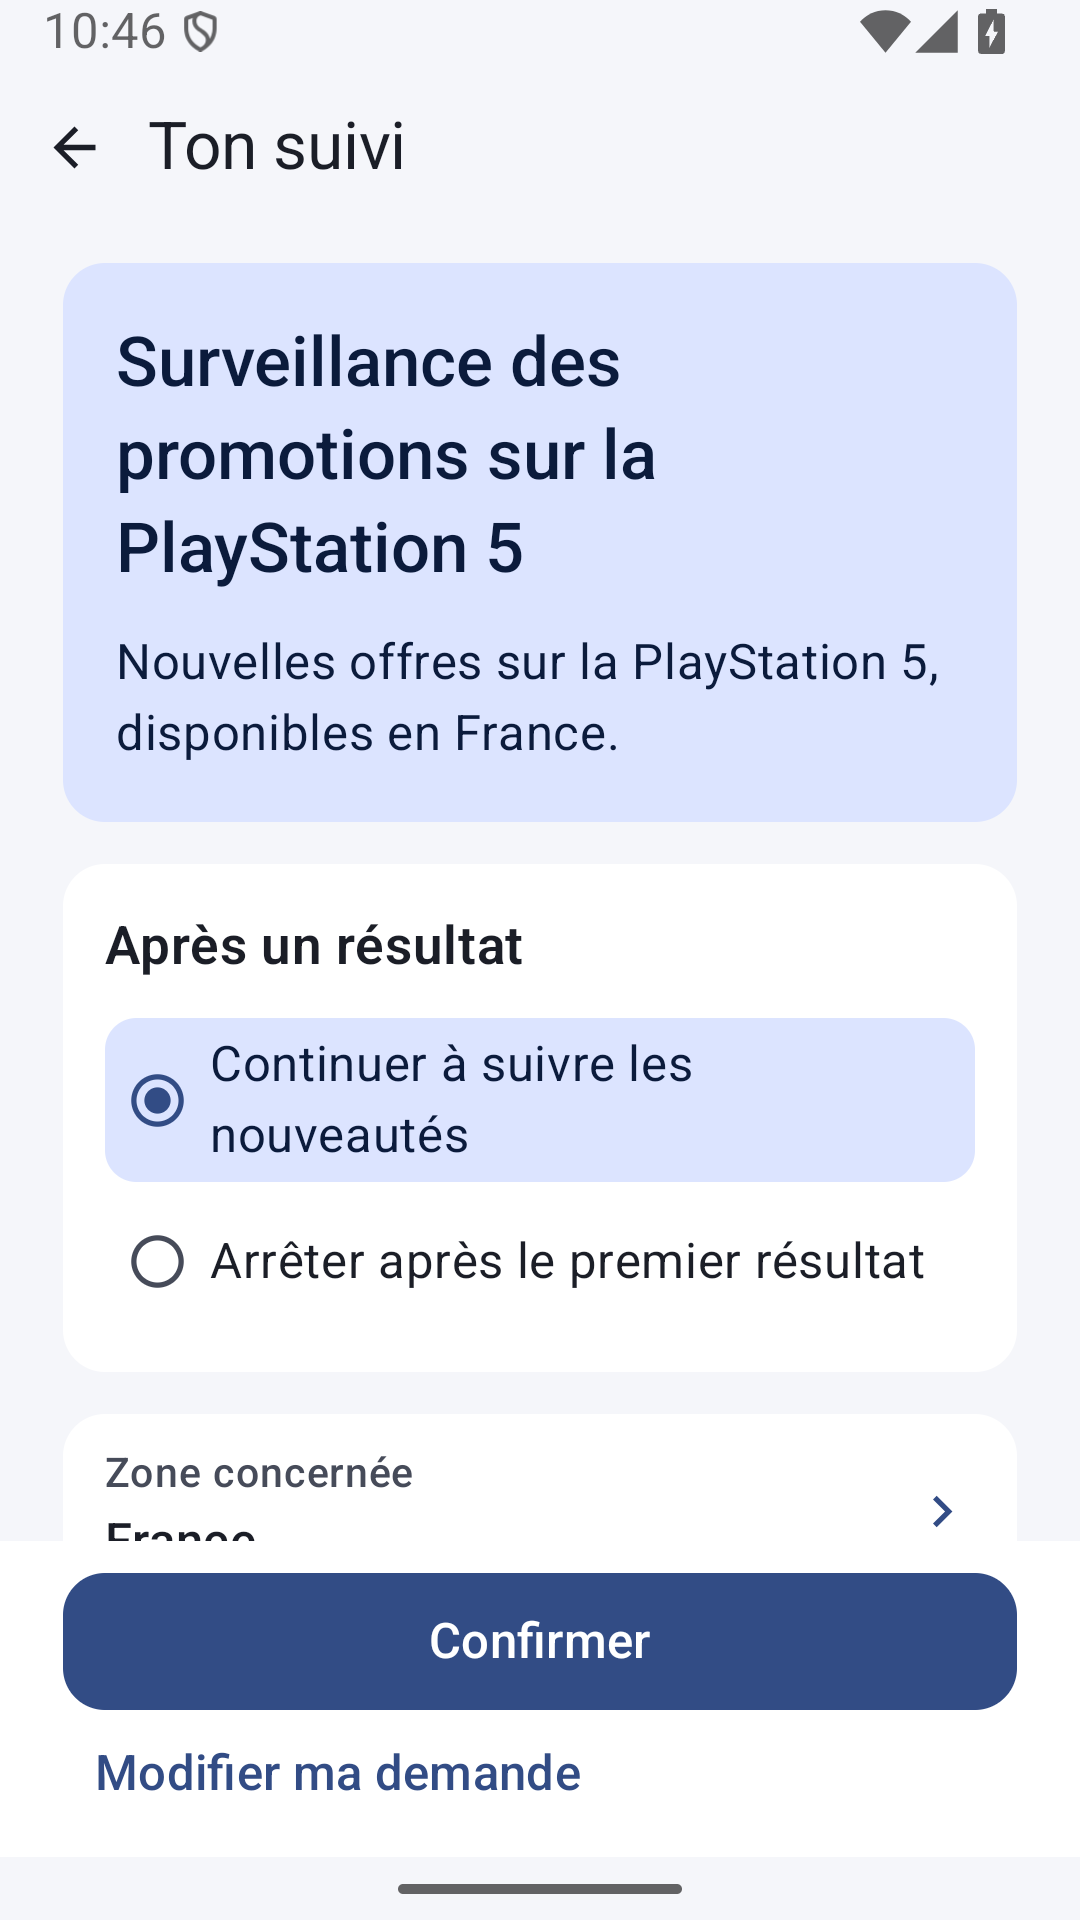 10:46
Ton suivi
Surveillance des
promotions sur la
PlayStation 5
Nouvelles offres sur la PlayStation 5,
disponibles en France.
Après un résultat
Continuer à suivre les
nouveautés
Arrêter après le premier résultat
Zone concernée
France
Confirmer
Modifier ma demande